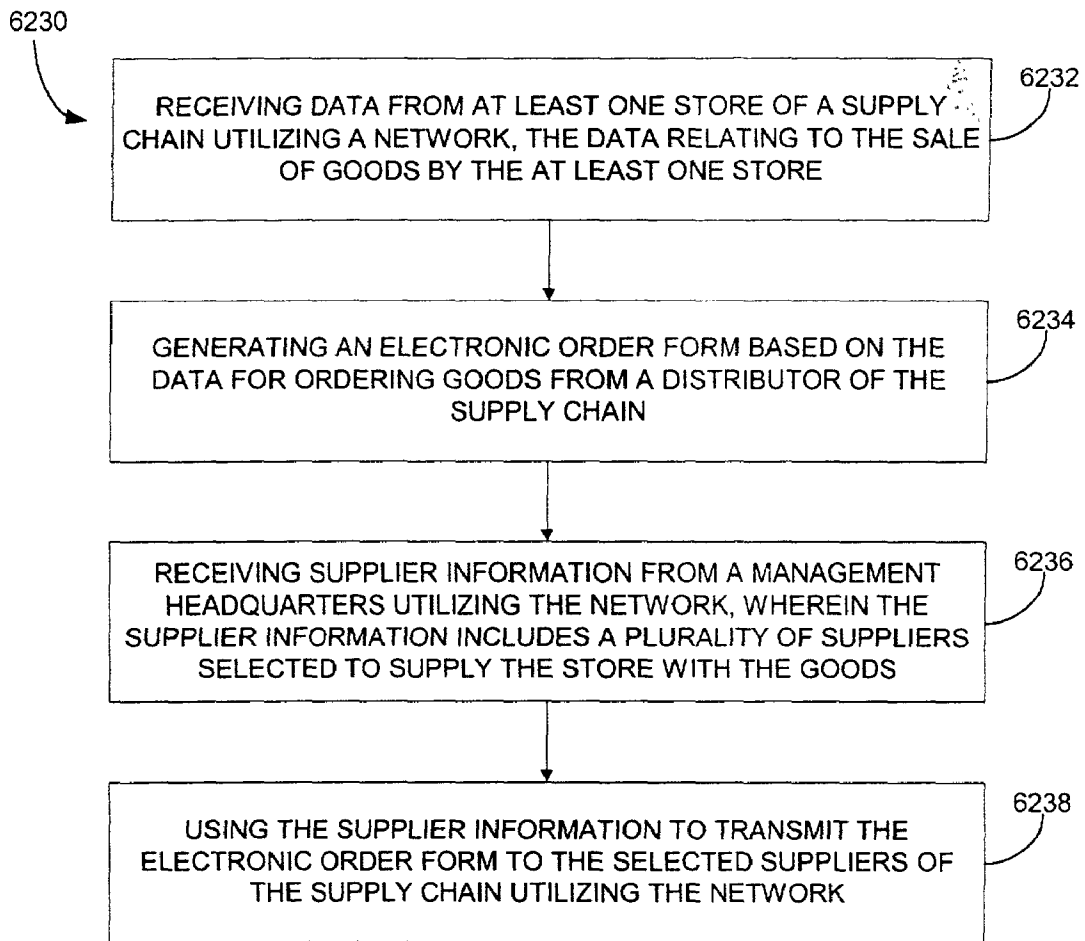 6230
6232
RECEIVING DATA FROM AT LEAST ONE STORE OF A SUPPLY
CHAIN UTILIZING A NETWORK, THE DATA RELATING TO THE SALE
OF GOODS BY THE AT LEAST ONE STORE
6234
GENERATING AN ELECTRONIC ORDER FORM BASED ON THE
DATA FOR ORDERING GOODS FROM A DISTRIBUTOR OF THE
SUPPLY CHAIN
6236
RECEIVING SUPPLIER INFORMATION FROM A MANAGEMENT
HEADQUARTERS UTILIZING THE NETWORK, WHEREIN THE
SUPPLIER INFORMATION INCLUDES A PLURALITY OF SUPPLIERS
SELECTED TO SUPPLY THE STORE WITH THE GOODS
6238
USING THE SUPPLIER INFORMATION TO TRANSMIT THE
ELECTRONIC ORDER FORM TO THE SELECTED SUPPLIERS OF
THE SUPPLY CHAIN UTILIZING THE NETWORK